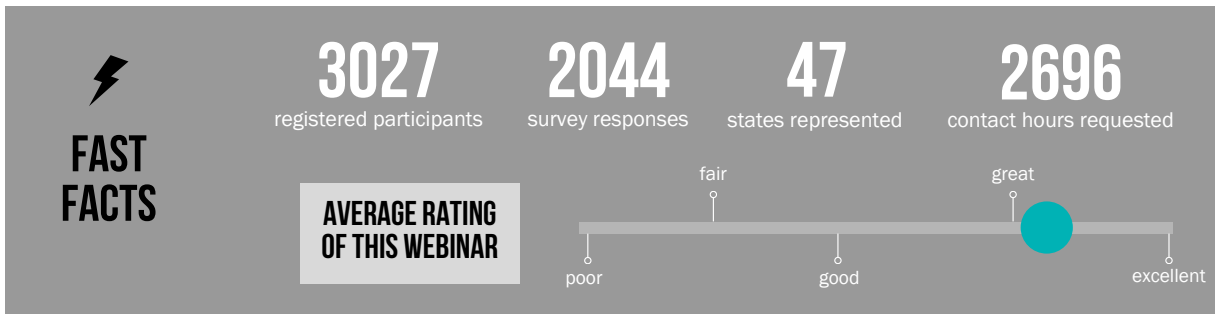 FAST
FACTS
3027
registered participants
2044
survey responses
47
states represented
2696
contact hours requested
AVERAGE RATING
OF THIS WEBINAR
poor
fair
good
great
excellent